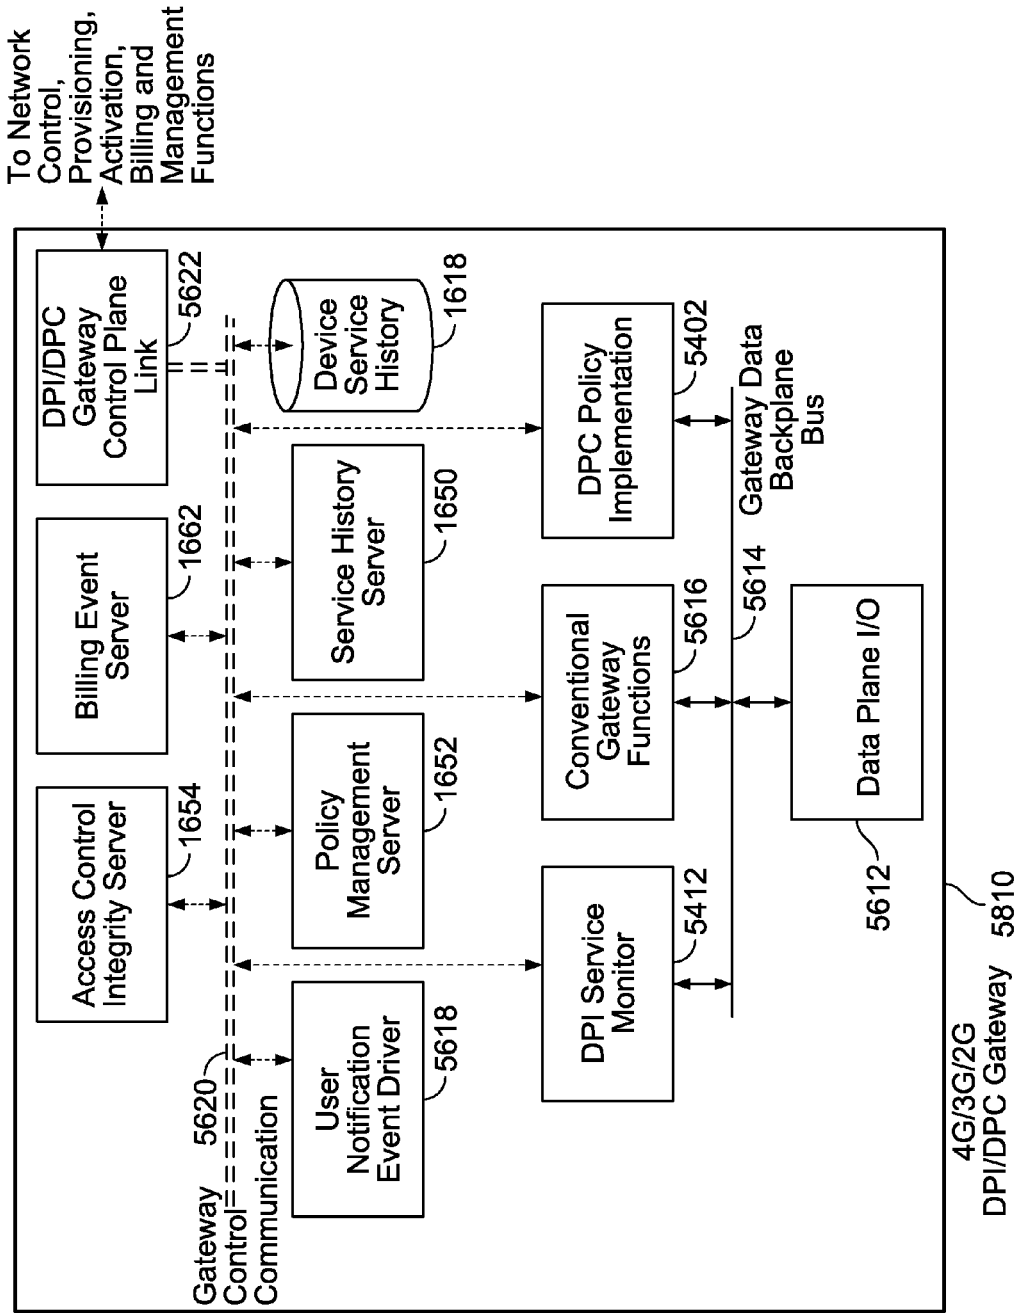 To Network
Control,
Provisioning,
Activation,
Billing and
Management
Functions
Access Control
Integrity Server
1654
Billing Event
Server
1662
DPI/DPC
Gateway
Control Plane
Link
5622
Gateway
Control
Communication
5620
User
Notification
Event Driver
5618
Policy
Management
Server
1652
Service History
Server
1650
Device
Service
History
1618
DPI Service
Monitor
5412
Conventional
Gateway
Functions
5616
DPC Policy
Implementation
5402
5614
Gateway Data
Backplane
Bus
Data Plane I/O
5612
4G/3G/2G
DPI/DPC Gateway
5810